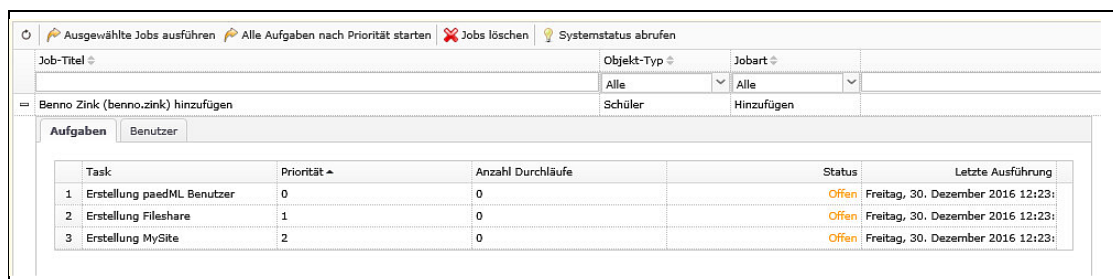 Ausgewählte Jobs ausführen Alle Aufgaben nach Priorität starten Jobs löschen Systemstatus abrufen
Job-Titel Objekt-Typ Jobart
Alle Alle
Benno Zink (benno.zink) hinzufügen Schüler Hinzufügen
Aufgaben Benutzer
Task Priorität Anzahl Durchläufe Status Letzte Ausführung
1 Erstellung paedML Benutzer 0 0 Offen Freitag, 30. Dezember 2016 12:23:
2 Erstellung Fileshare 1 0 Offen Freitag, 30. Dezember 2016 12:23:
3 Erstellung MySite 2 0 Offen Freitag, 30. Dezember 2016 12:23: